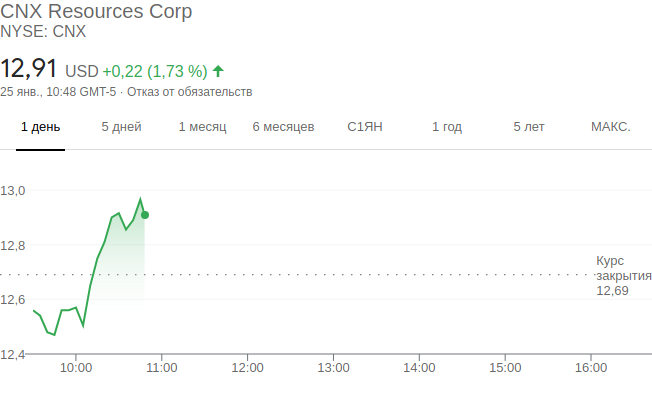 CNX Resources Corp
NYSE: CNX
12,91 USD +0,22 (1,73 %)
25 янв., 10:48 GMT-5 · Отказ от обязательств
1 день 5 дней 1 месяц 6 месяцев С1ЯН 1 год 5 лет МАКС.
13,0
12,8
Курс
закрытия
12,69
12,6
12,4
10:00 11:00 12:00 13:00 14:00 15:00 16:00